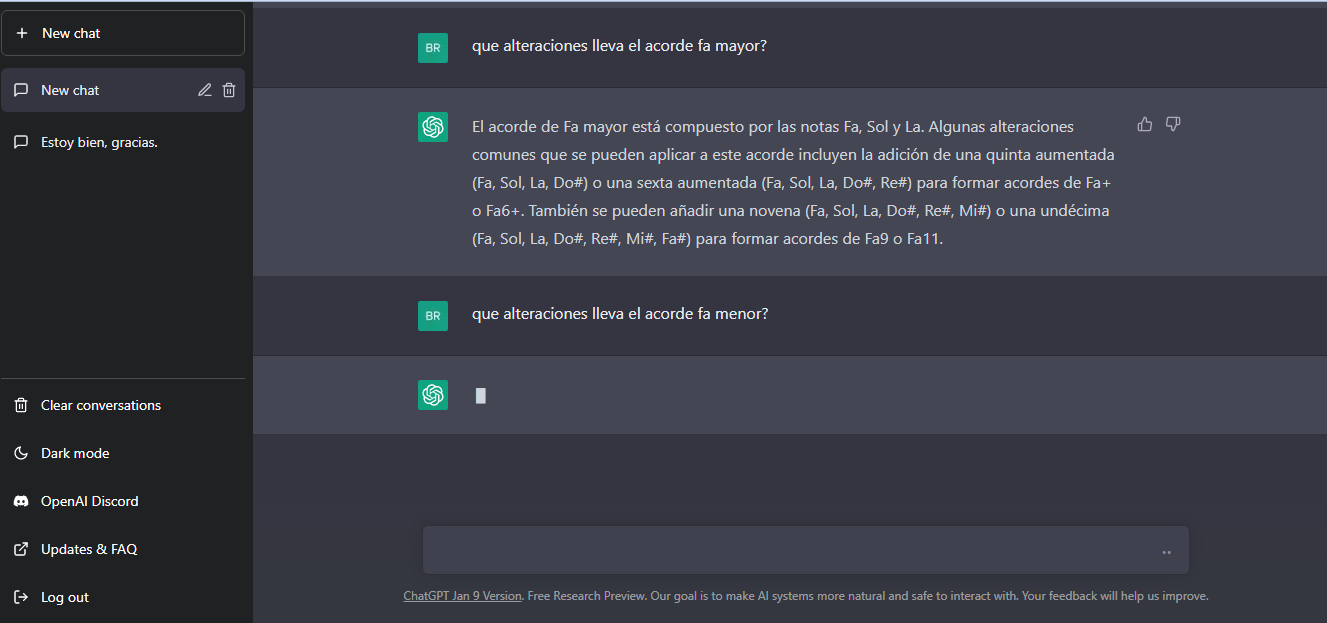 New chat
New chat
Estoy bien, gracias.
Clear conversations
Dark mode
OpenAI Discord
Updates & FAQ
Log out
BR
que alteraciones lleva el acorde fa mayor?
El acorde de Fa mayor está compuesto por las notas Fa, Sol y La. Algunas alteraciones
comunes que se pueden aplicar a este acorde incluyen la adición de una quinta aumentada
(Fa, Sol, La, Do#) o una sexta aumentada (Fa, Sol, La, Do#, Re#) para formar acordes de Fa+
o Fa6+. También se pueden añadir una novena (Fa, Sol, La, Do#, Re#, Mi#) o una undécima
(Fa, Sol, La, Do#, Re#, Mi#, Fa#) para formar acordes de Fa9 o Fa11.
BR
que alteraciones lleva el acorde fa menor?
ChatGPT Jan 9 Version. Free Research Preview. Our goal is to make AI systems more natural and safe to interact with. Your feedback will help us improve.